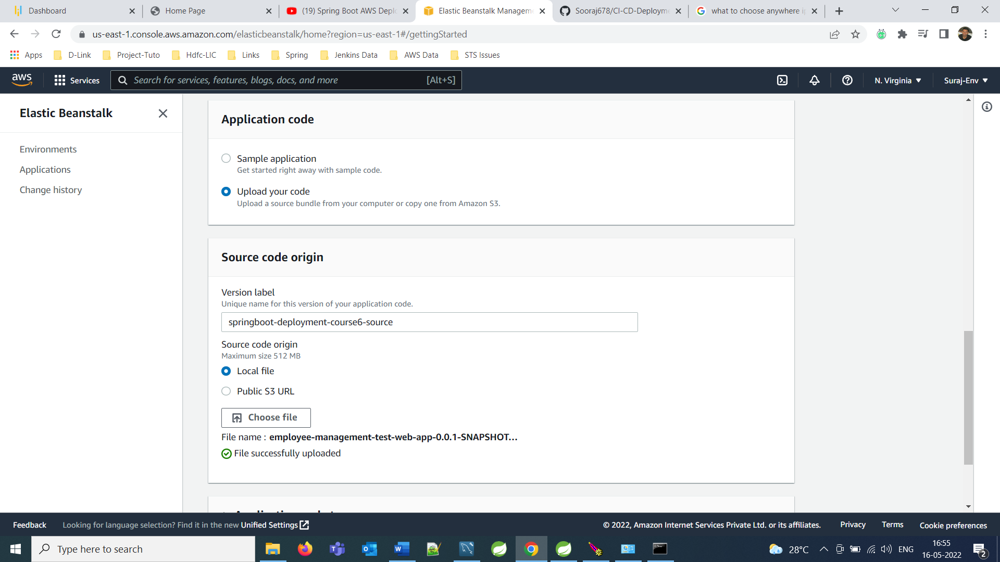 Dashboard
Home Page
(19) Spring Boot AWS Deplo
Elastic Beanstalk Managem
Sooraj678/CI-CD-Deployme
what to choose anywhere i
us-east-1.console.aws.amazon.com/elasticbeanstalk/home?region=us-east-1#/gettingStarted
Apps
D-Link
Project-Tuto
Hdfc-LIC
Links
Spring
Jenkins Data
AWS Data
STS Issues
aws
Services
Search for services, features, blogs, docs, and more
[Alt+S]
N. Virginia
Suraj-Env
Elastic Beanstalk
Environments
Applications
Change history
Application code
Sample application
Get started right away with sample code.
Upload your code
Upload a source bundle from your computer or copy one from Amazon S3.
Source code origin
Version label
Unique name for this version of your application code.
springboot-deployment-course6-source
Source code origin
Maximum size 512 MB
Local file
Public S3 URL
Choose file
File name : employee-management-test-web-app-0.0.1-SNAPSHOT...
File successfully uploaded
Feedback
Looking for language selection? Find it in the new Unified Settings
© 2022, Amazon Internet Services Private Ltd. or its affiliates.
Privacy
Terms
Cookie preferences
Type here to search
28°C
ENG
16:55
16-05-2022
2